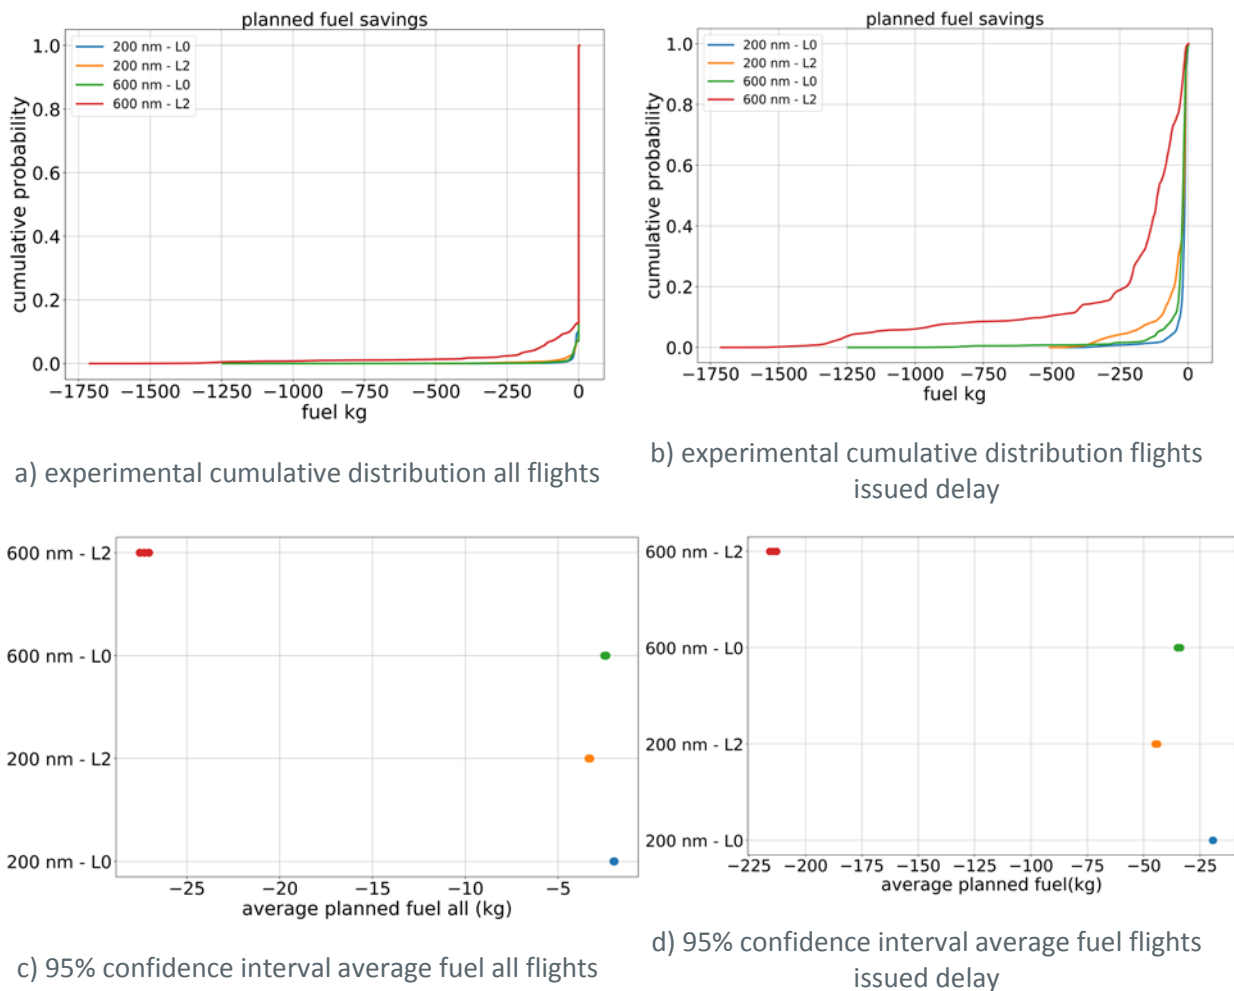 planned fuel savings
200 nm - L0
200 nm - L2
600 nm - L0
600 nm - L2
cumulative probability
1.0
0.8
0.6
0.4
0.2
0.0
−1750 −1500 −1250 −1000 −750 −500 −250 0
fuel kg
a) experimental cumulative distribution all flights
planned fuel savings
200 nm - L0
200 nm - L2
600 nm - L0
600 nm - L2
cumulative probability
1.0
0.8
0.6
0.4
0.2
0.0
−1750 −1500 −1250 −1000 −750 −500 −250 0
fuel kg
b) experimental cumulative distribution flights
issued delay
600 nm - L2
600 nm - L0
200 nm - L2
200 nm - L0
−25 −20 −15 −10 −5
average planned fuel all (kg)
c) 95% confidence interval average fuel all flights
600 nm - L2
600 nm - L0
200 nm - L2
200 nm - L0
−225 −200 −175 −150 −125 −100 −75 −50 −25
average planned fuel(kg)
d) 95% confidence interval average fuel flights
issued delay